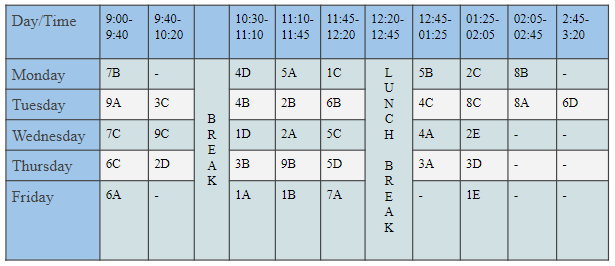 Day/Time 9:00-9:40 9:40-10:20 10:30-11:10 11:10-11:45 11:45-12:20 12:20-12:45 12:45-01:25 01:25-02:05 02:05-02:45 2:45-3:20
Monday 7B - 4D 5A 1C 5B 2C 8B -
Tuesday 9A 3C 4B 2B 6B 4C 8C 8A 6D
Wednesday 7C 9C 1D 2A 5C 4A 2E - -
Thursday 6C 2D 3B 9B 5D 3A 3D - -
Friday 6A - 1A 1B 7A - 1E - -
BREAK
LUNCH BREAK